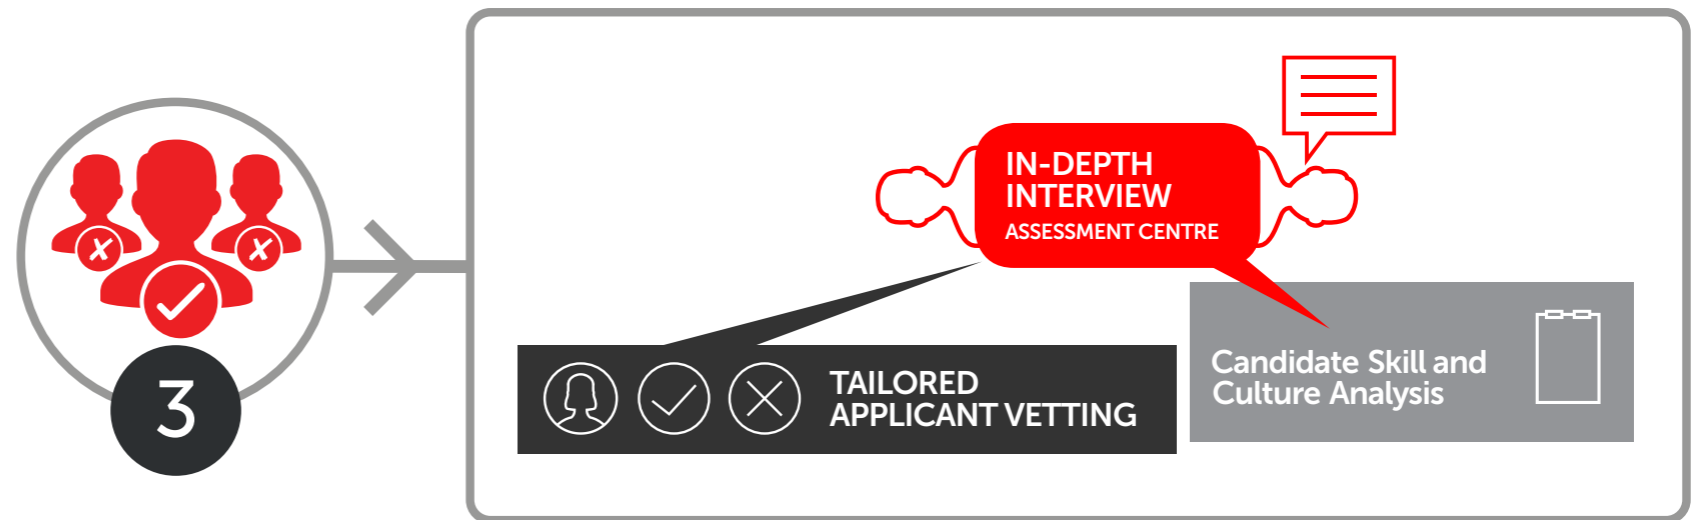 3
IN-DEPTH
INTERVIEW
ASSESSMENT CENTRE
TAILORED
APPLICANT VETTING
Candidate Skill and
Culture Analysis